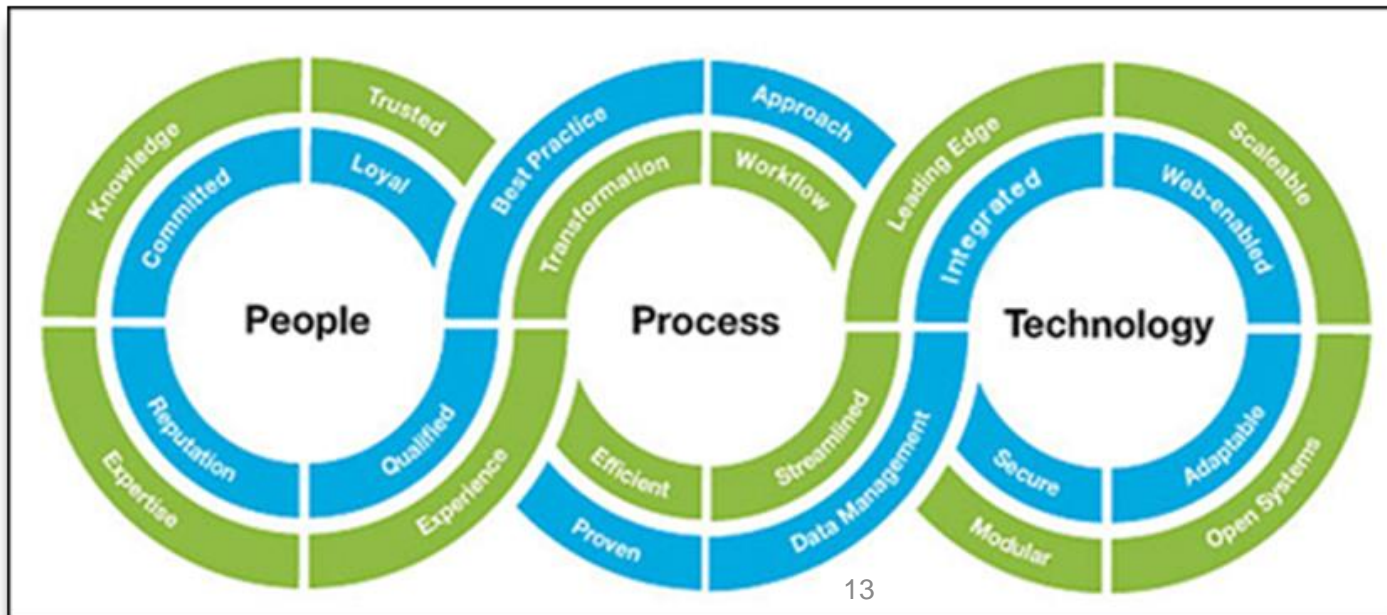 Knowledge
Trusted
Committed
Loyal
People
Reputation
Qualified
Expertise
Experience
Best Practice
Approach
Transformation
Workflow
Process
Efficient
Streamlined
Proven
Data Management
Leading Edge
Scaleable
Integrated
Web-enabled
Technology
Secure
Adaptable
Modular
Open Systems
13